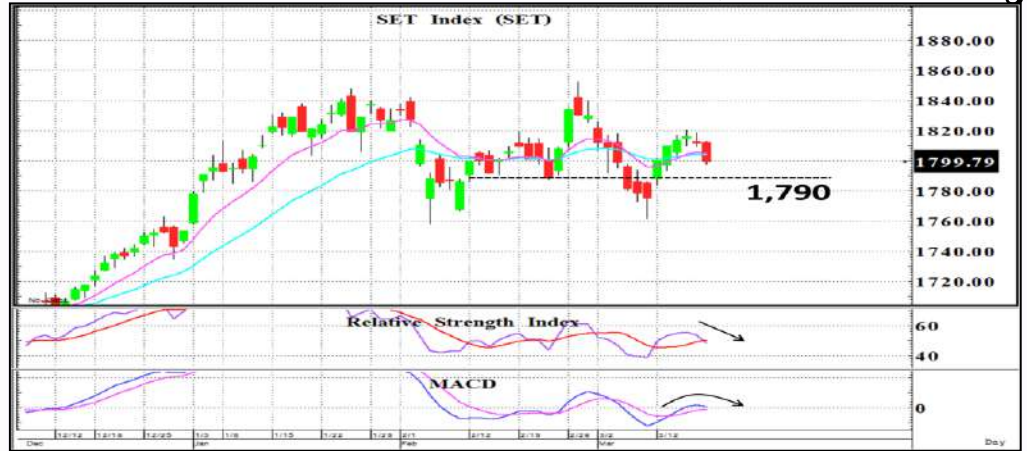 SET Index (SET)
1880.00
1860.00
1840.00
1820.00
1799.79
1,790
1780.00
1760.00
1740.00
1720.00
Relative Strength Index
60
40
MACD
0
12/12 12/18 12/25 1/3 1/8 1/15 1/22 1/29 2/1 2/12 2/19 2/26 3/2 3/12
Dec Jan Feb Mar Day